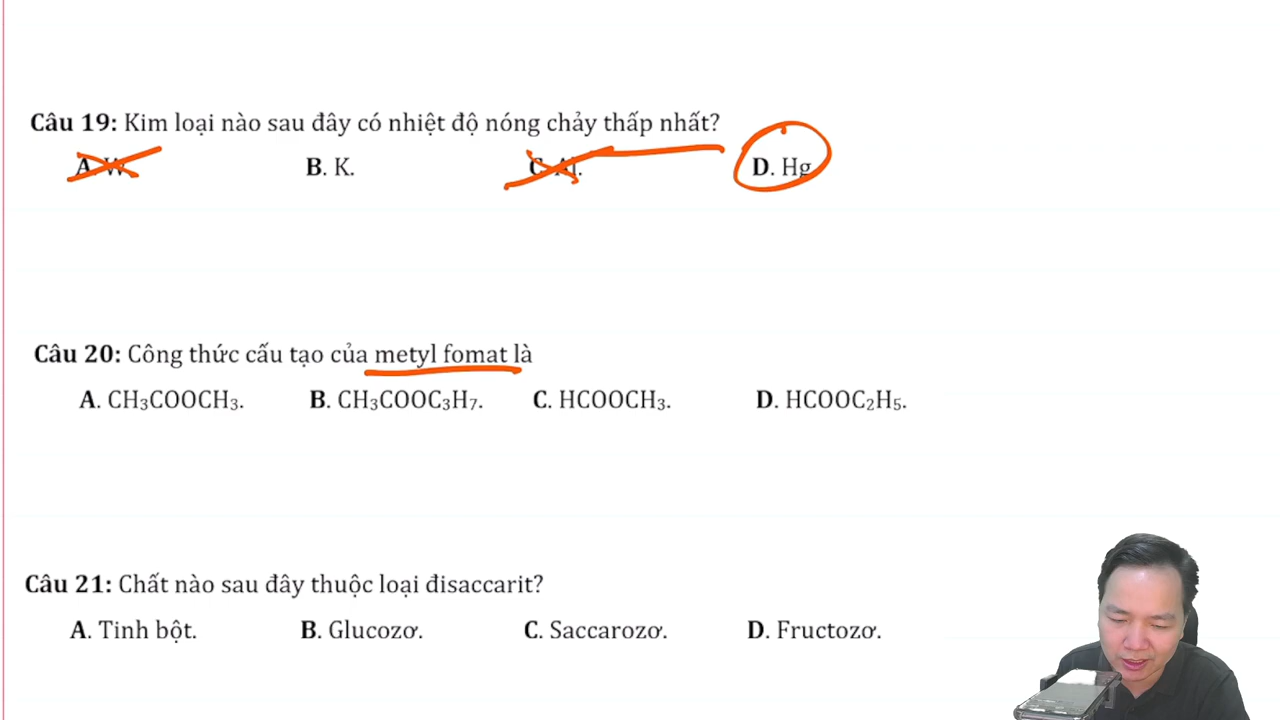 Câu 19: Kim loại nào sau đây có nhiệt độ nóng chảy thấp nhất?
A. W. B. K. C. Al. D. Hg
Câu 20: Công thức cấu tạo của metyl fomat là
A. CH₃COOCH₃. B. CH₃COOC₃H₇. C. HCOOCH₃. D. HCOOC₂H₅.
Câu 21: Chất nào sau đây thuộc loại đisaccarit?
A. Tinh bột. B. Glucozơ. C. Saccarozơ. D. Fructozơ.